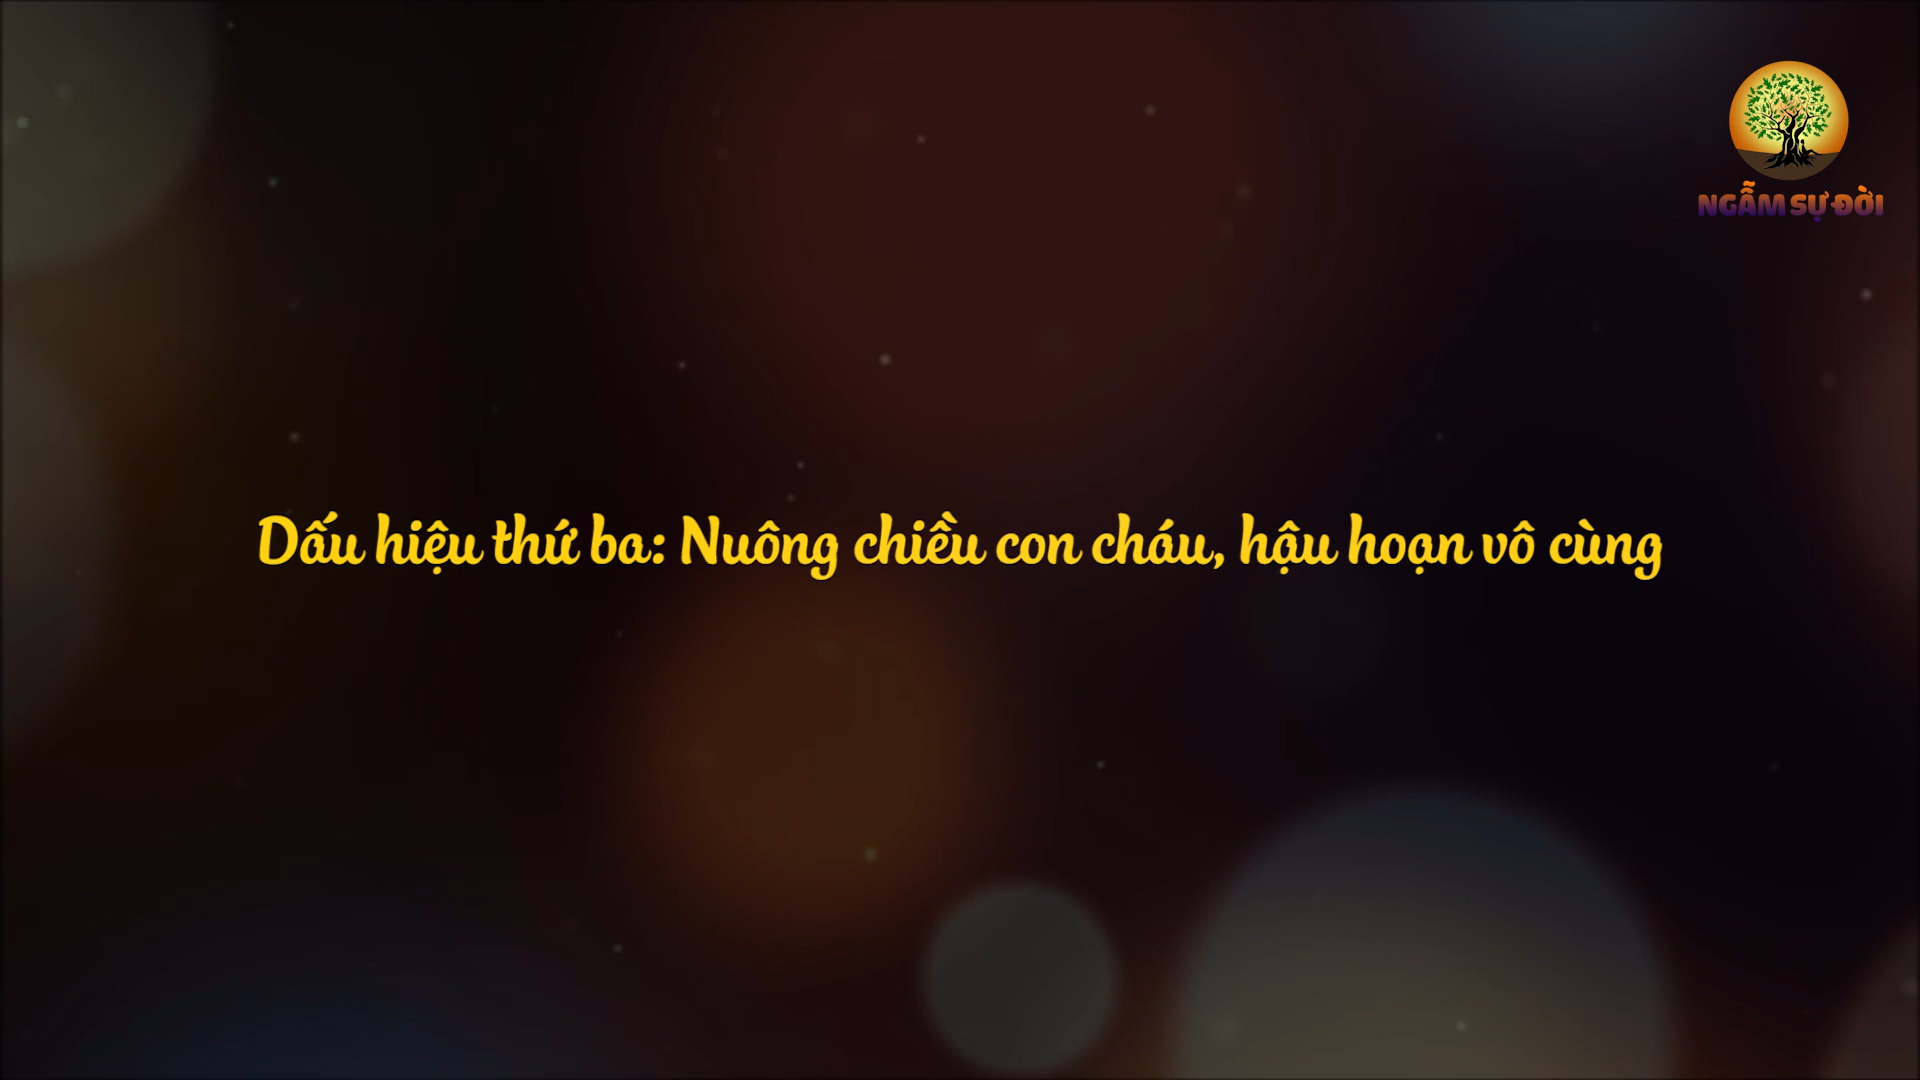 NGẪM SỰ ĐỜI
Dấu hiệu thứ ba: Nuông chiều con cháu, hậu hoạn vô cùng